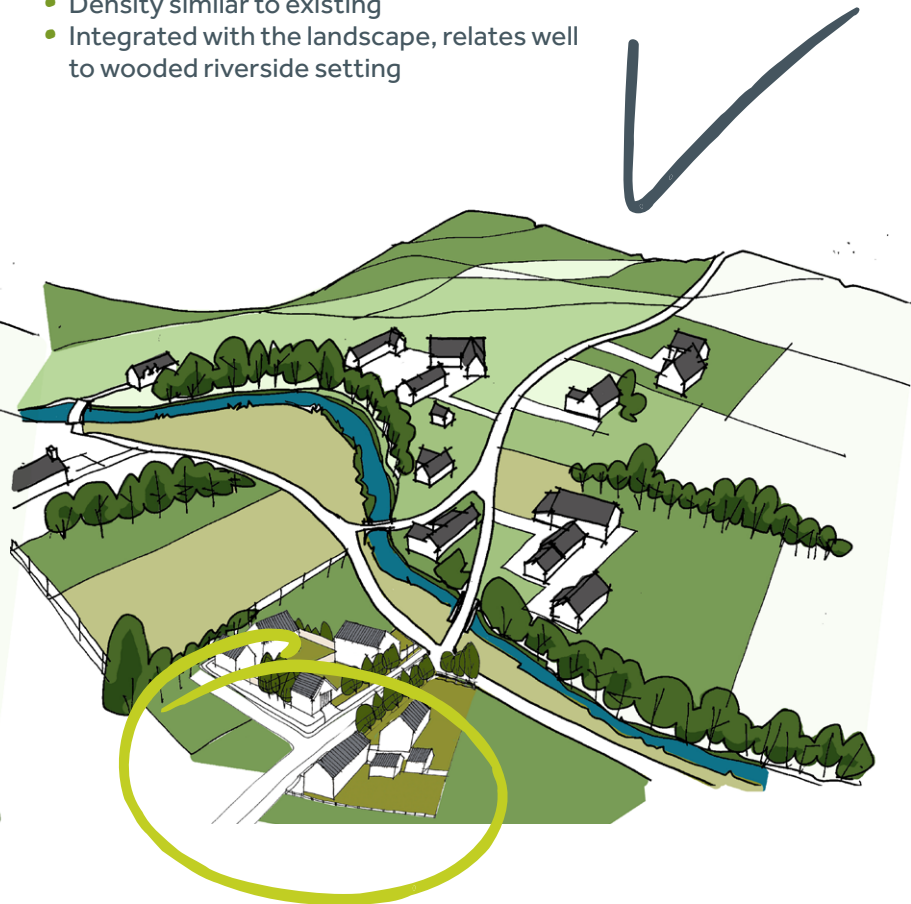 • Density similar to existing
• Integrated with the landscape, relates well
to wooded riverside setting